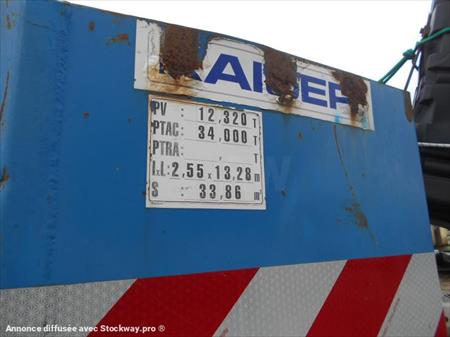 KAISER
PV : 12,320 T
PTAC: 34,000 T
PTRA: , T
L.l.: 2,55 x 13,28 m
S : 33,86 m
Annonce diffusée avec Stockway.pro ®